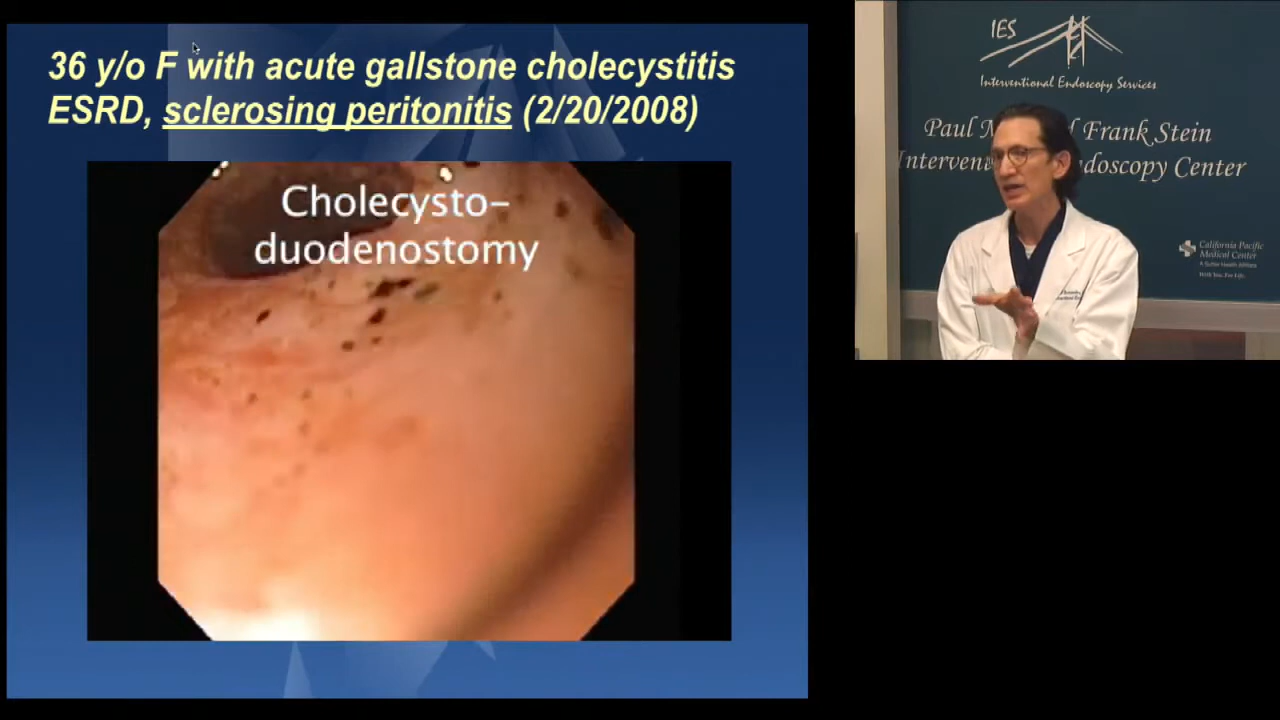 36 y/o F with acute gallstone cholecystitis
ESRD, sclerosing peritonitis (2/20/2008)
Cholecysto-
duodenostomy
IES
Interventional Endoscopy Services
Paul Frank Stein
Endoscopy Center
California Pacific
Medical Center
A Sutter Health Affiliate
With You. For Life.